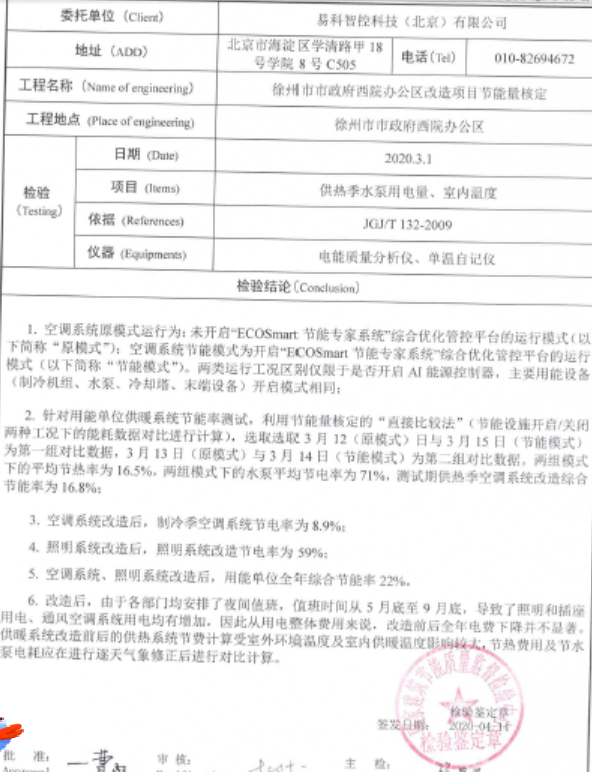 委托单位 (Client) 易科智控科技（北京）有限公司
地址 (ADD) 北京市海淀区学清路甲 18 电话(Tel) 010-82694672
号学院 8 号 C505
工程名称 (Name of engineering) 徐州市市政府西院办公区改造项目节能量核定
工程地点 (Place of engineering) 徐州市市政府西院办公区
检验 (Testing) 日期 (Date) 2020.3.1
项目 (Items) 供热季水泵用电量、室内温度
依据 (References) JGJ/T 132-2009
仪器 (Equipments) 电能质量分析仪、单温自记仪
检验结论(Conclusion)
1. 空调系统原模式运行为：未开启“ECOSmart 节能专家系统”综合优化管控平台的运行模式（以
下简称“原模式”）；空调系统节能模式为开启“ECOSmart 节能专家系统”综合优化管控平台的运行
模式（以下简称“节能模式”）。两类运行工况区别仅限于是否开启 AI 能源控制器，主要用能设备
（制冷机组、水泵、冷却塔、末端设备）开启模式相同；
2. 针对用能单位供暖系统节能率测试，利用节能量核定的“直接比较法”（节能设施开启/关闭
两种工况下的能耗数据对比进行计算），选取选取 3 月 12（原模式）日与 3 月 15 日（节能模式）
为第一组对比数据，3 月 13 日（原模式）与 3 月 14 日（节能模式）为第二组对比数据。两组模式
下的平均节热率为 16.5%，两组模式下的水泵平均节电率为 71%，测试期供热季空调系统改造综合
节能率为 16.8%；
3. 空调系统改造后，制冷季空调系统节电率为 8.9%；
4. 照明系统改造后，照明系统改造节电率为 59%；
5. 空调系统、照明系统改造后，用能单位全年综合节能率 22%。
6. 改造后，由于各部门均安排了夜间值班，值班时间从 5 月底至 9 月底，导致了照明和插座
用电、通风空调系统用电均有增加。因此从用电整体费用来说，改造前后全年电费下降并不显著。
供暖系统改造前后的供热系统节费计算受室外环境温度及室内供暖温度影响较大，节热费用及节水
泵电耗应在进行逐天气象修正后进行对比计算。
检验鉴定章
签发日期： 2020-04-14
检验鉴定章
批 准： 审 核： 主 检：
Approval